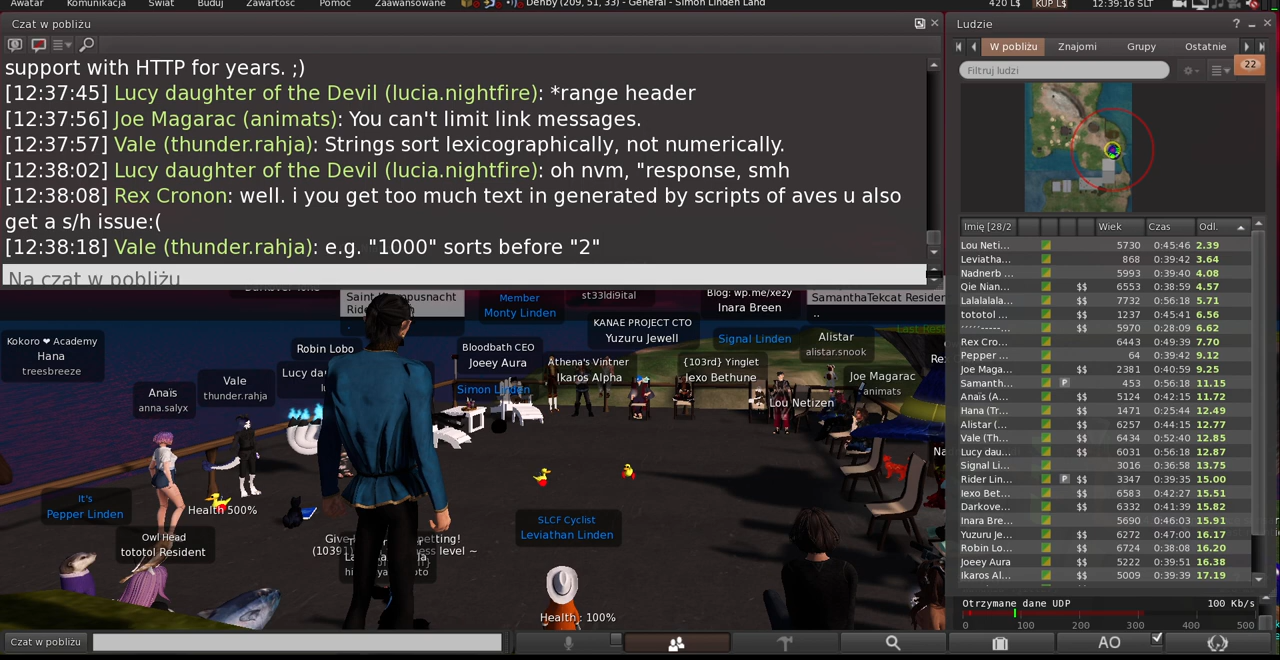 Awatar Komunikacja Świat Buduj Zawartość Pomoc Zaawansowane Denby (209, 51, 33) - General - Simon Linden Land 420 L$ KUP L$ 12:39:16 SLT
Czat w pobliżu
support with HTTP for years. ;)
[12:37:45] Lucy daughter of the Devil (lucia.nightfire): *range header
[12:37:56] Joe Magarac (animats): You can't limit link messages.
[12:37:57] Vale (thunder.rahja): Strings sort lexicographically, not numerically.
[12:38:02] Lucy daughter of the Devil (lucia.nightfire): oh nvm, "response, smh
[12:38:08] Rex Cronon: well. i you get too much text in generated by scripts of aves u also
get a s/h issue:(
[12:38:18] Vale (thunder.rahja): e.g. "1000" sorts before "2"
Na czat w pobliżu
Kokoro ❤ Academy
Hana
treesbreeze
Anaïs
anna.salyx
Vale
thunder.rahja
Robin Lobo
Lucy da
Member
Monty Linden
st33ldi9ital
Blog: wp.me/xezy
Inara Breen
SamanthaTekcat Residen
..
KANAE PROJECT CTO
Yuzuru Jewell
Signal Linden
Alistar
alistar.snook
Bloodbath CEO
Joeey Aura
Simon Linden
Athena's Vintner
Ikaros Alpha
{103rd} Yinglet
Iexo Bethune
Joe Magarac
animats
Lou Netizen
It's
Pepper Linden
Health 500%
Owl Head
tototol Resident
SLCF Cyclist
Leviathan Linden
Health : 100%
Czat w pobliżu
AO
Ludzie
W pobliżu Znajomi Grupy Ostatnie
Filtruj ludzi
22
Imię [28/2 Wiek Czas Odl.
Lou Neti... 5730 0:45:46 2.39
Leviatha... 868 0:39:42 3.64
Nadnerb ... 5993 0:39:40 4.08
Qie Nian... $$ 6553 0:38:59 4.57
Lalalalala... $$ 7732 0:56:18 5.71
tototol ... $$ 1237 0:45:41 6.56
´´´´´-----... $$ 5970 0:28:09 6.62
Rex Cro... 6443 0:49:39 7.70
Pepper ... 64 0:39:42 9.12
Joe Maga... $$ 2381 0:40:59 9.25
Samanth... P 453 0:56:18 11.15
Anaïs (A... $$ 5124 0:42:15 11.72
Hana (Tr... $$ 1471 0:25:44 12.49
Alistar (... $$ 6257 0:44:15 12.77
Vale (Th... $$ 6434 0:52:40 12.85
Lucy dau... $$ 6031 0:56:18 12.87
Signal Li... 3016 0:36:58 13.75
Rider Lin... P $$ 3347 0:39:35 15.00
Iexo Bet... $$ 6583 0:42:27 15.51
Darkove... $$ 6332 0:41:39 15.82
Inara Bre... 5690 0:46:03 15.91
Yuzuru Je... $$ 6272 0:47:00 16.17
Robin Lo... $$ 6724 0:38:08 16.20
Joeey Aura $$ 5222 0:39:51 16.38
Ikaros Al... $$ 5009 0:39:39 17.19
Otrzymane dane UDP 100 Kb/s
0 100 200 300 400 500